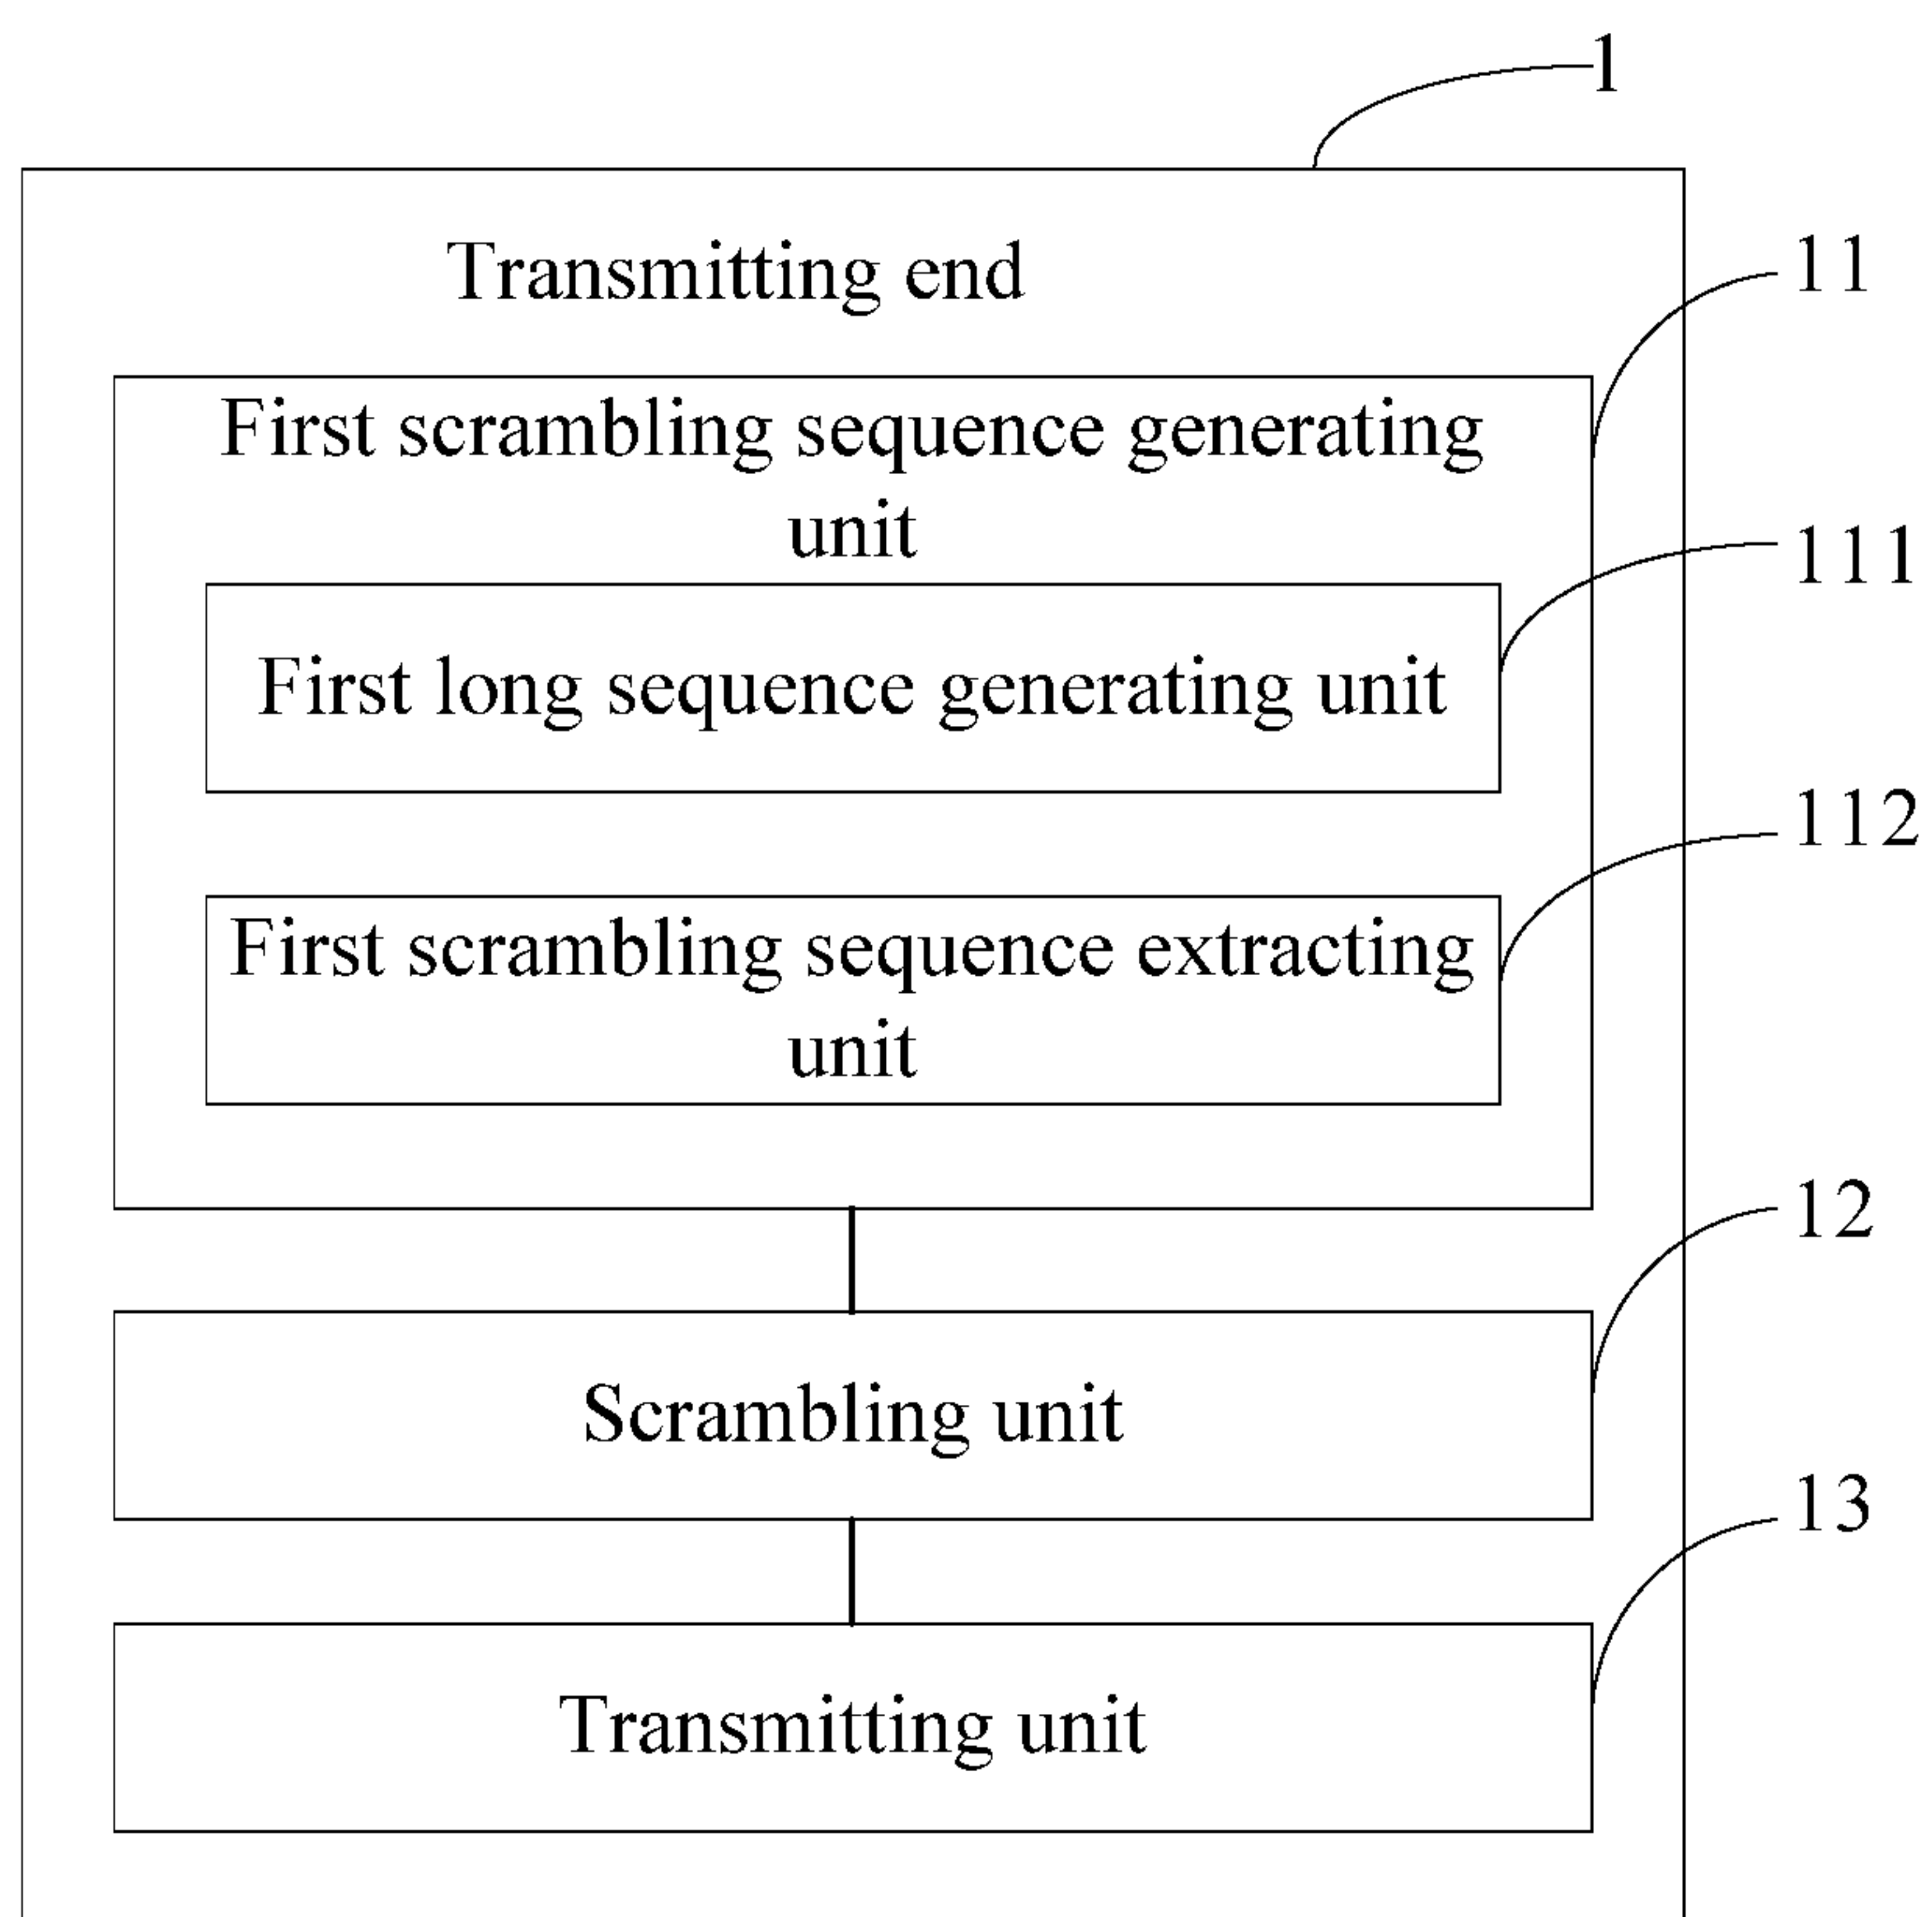 1
Transmitting end
11
First scrambling sequence generating
unit
111
First long sequence generating unit
112
First scrambling sequence extracting
unit
12
Scrambling unit
13
Transmitting unit